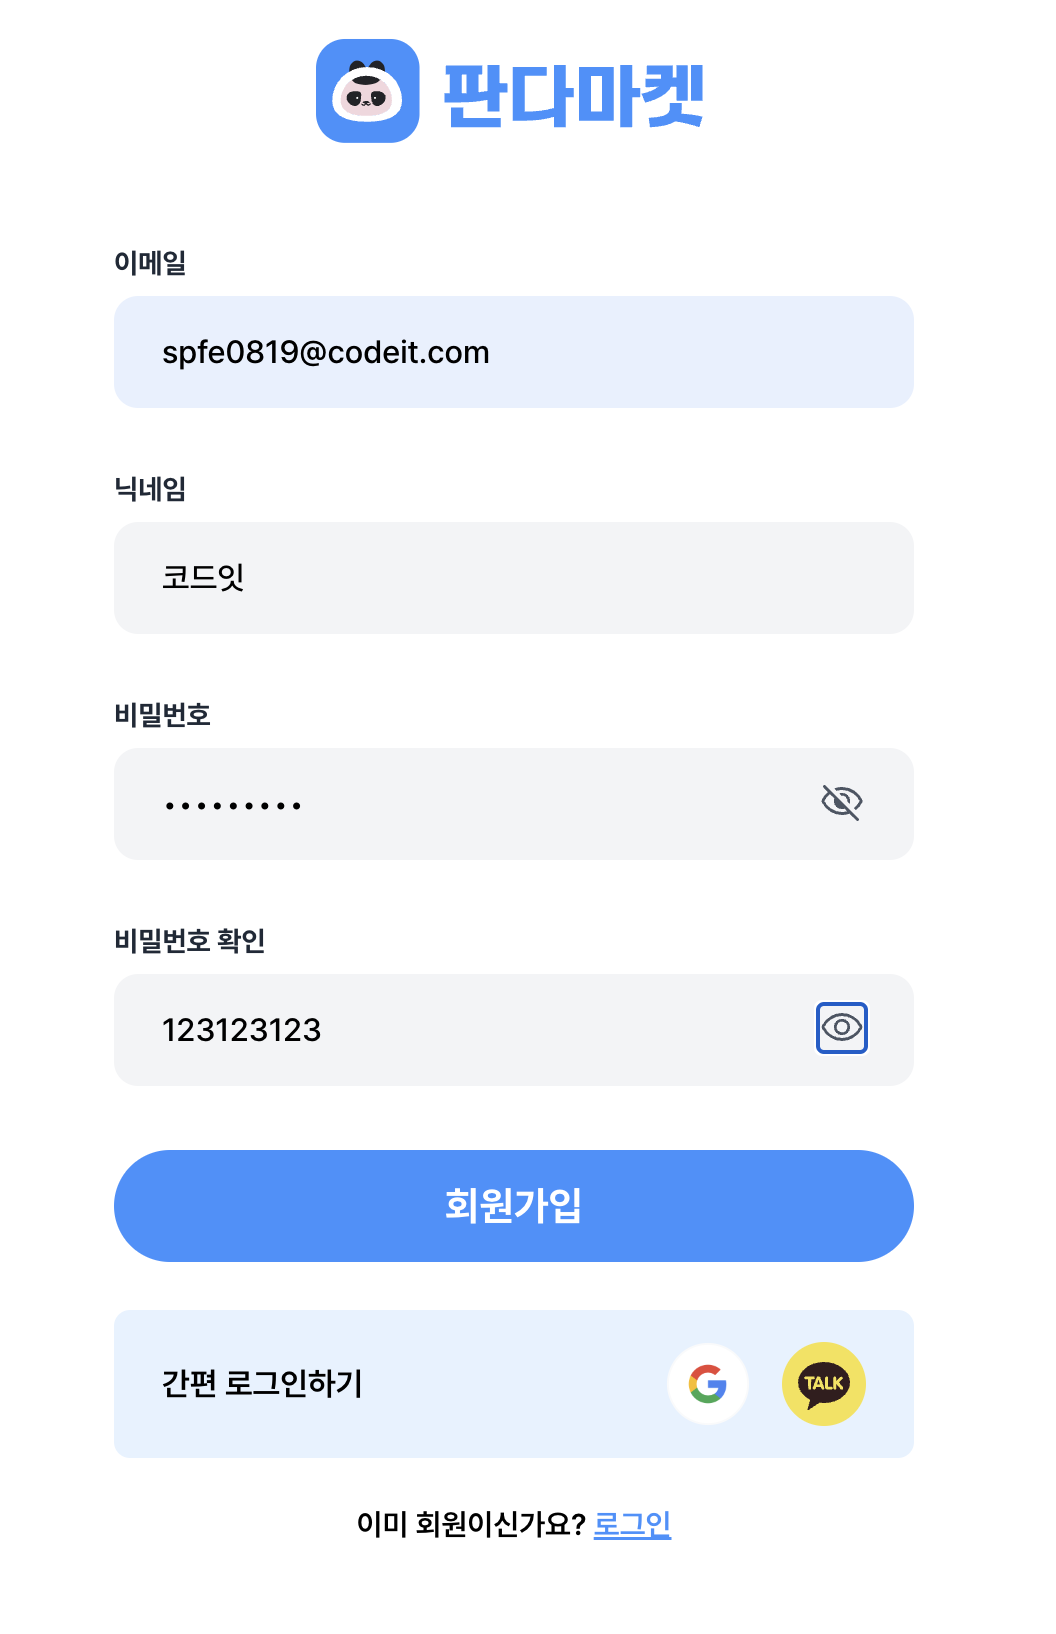 판다마켓
이메일
spfe0819@codeit.com
닉네임
코드잇
비밀번호
•••••••••
비밀번호 확인
123123123
회원가입
간편 로그인하기
TALK
이미 회원이신가요? 로그인